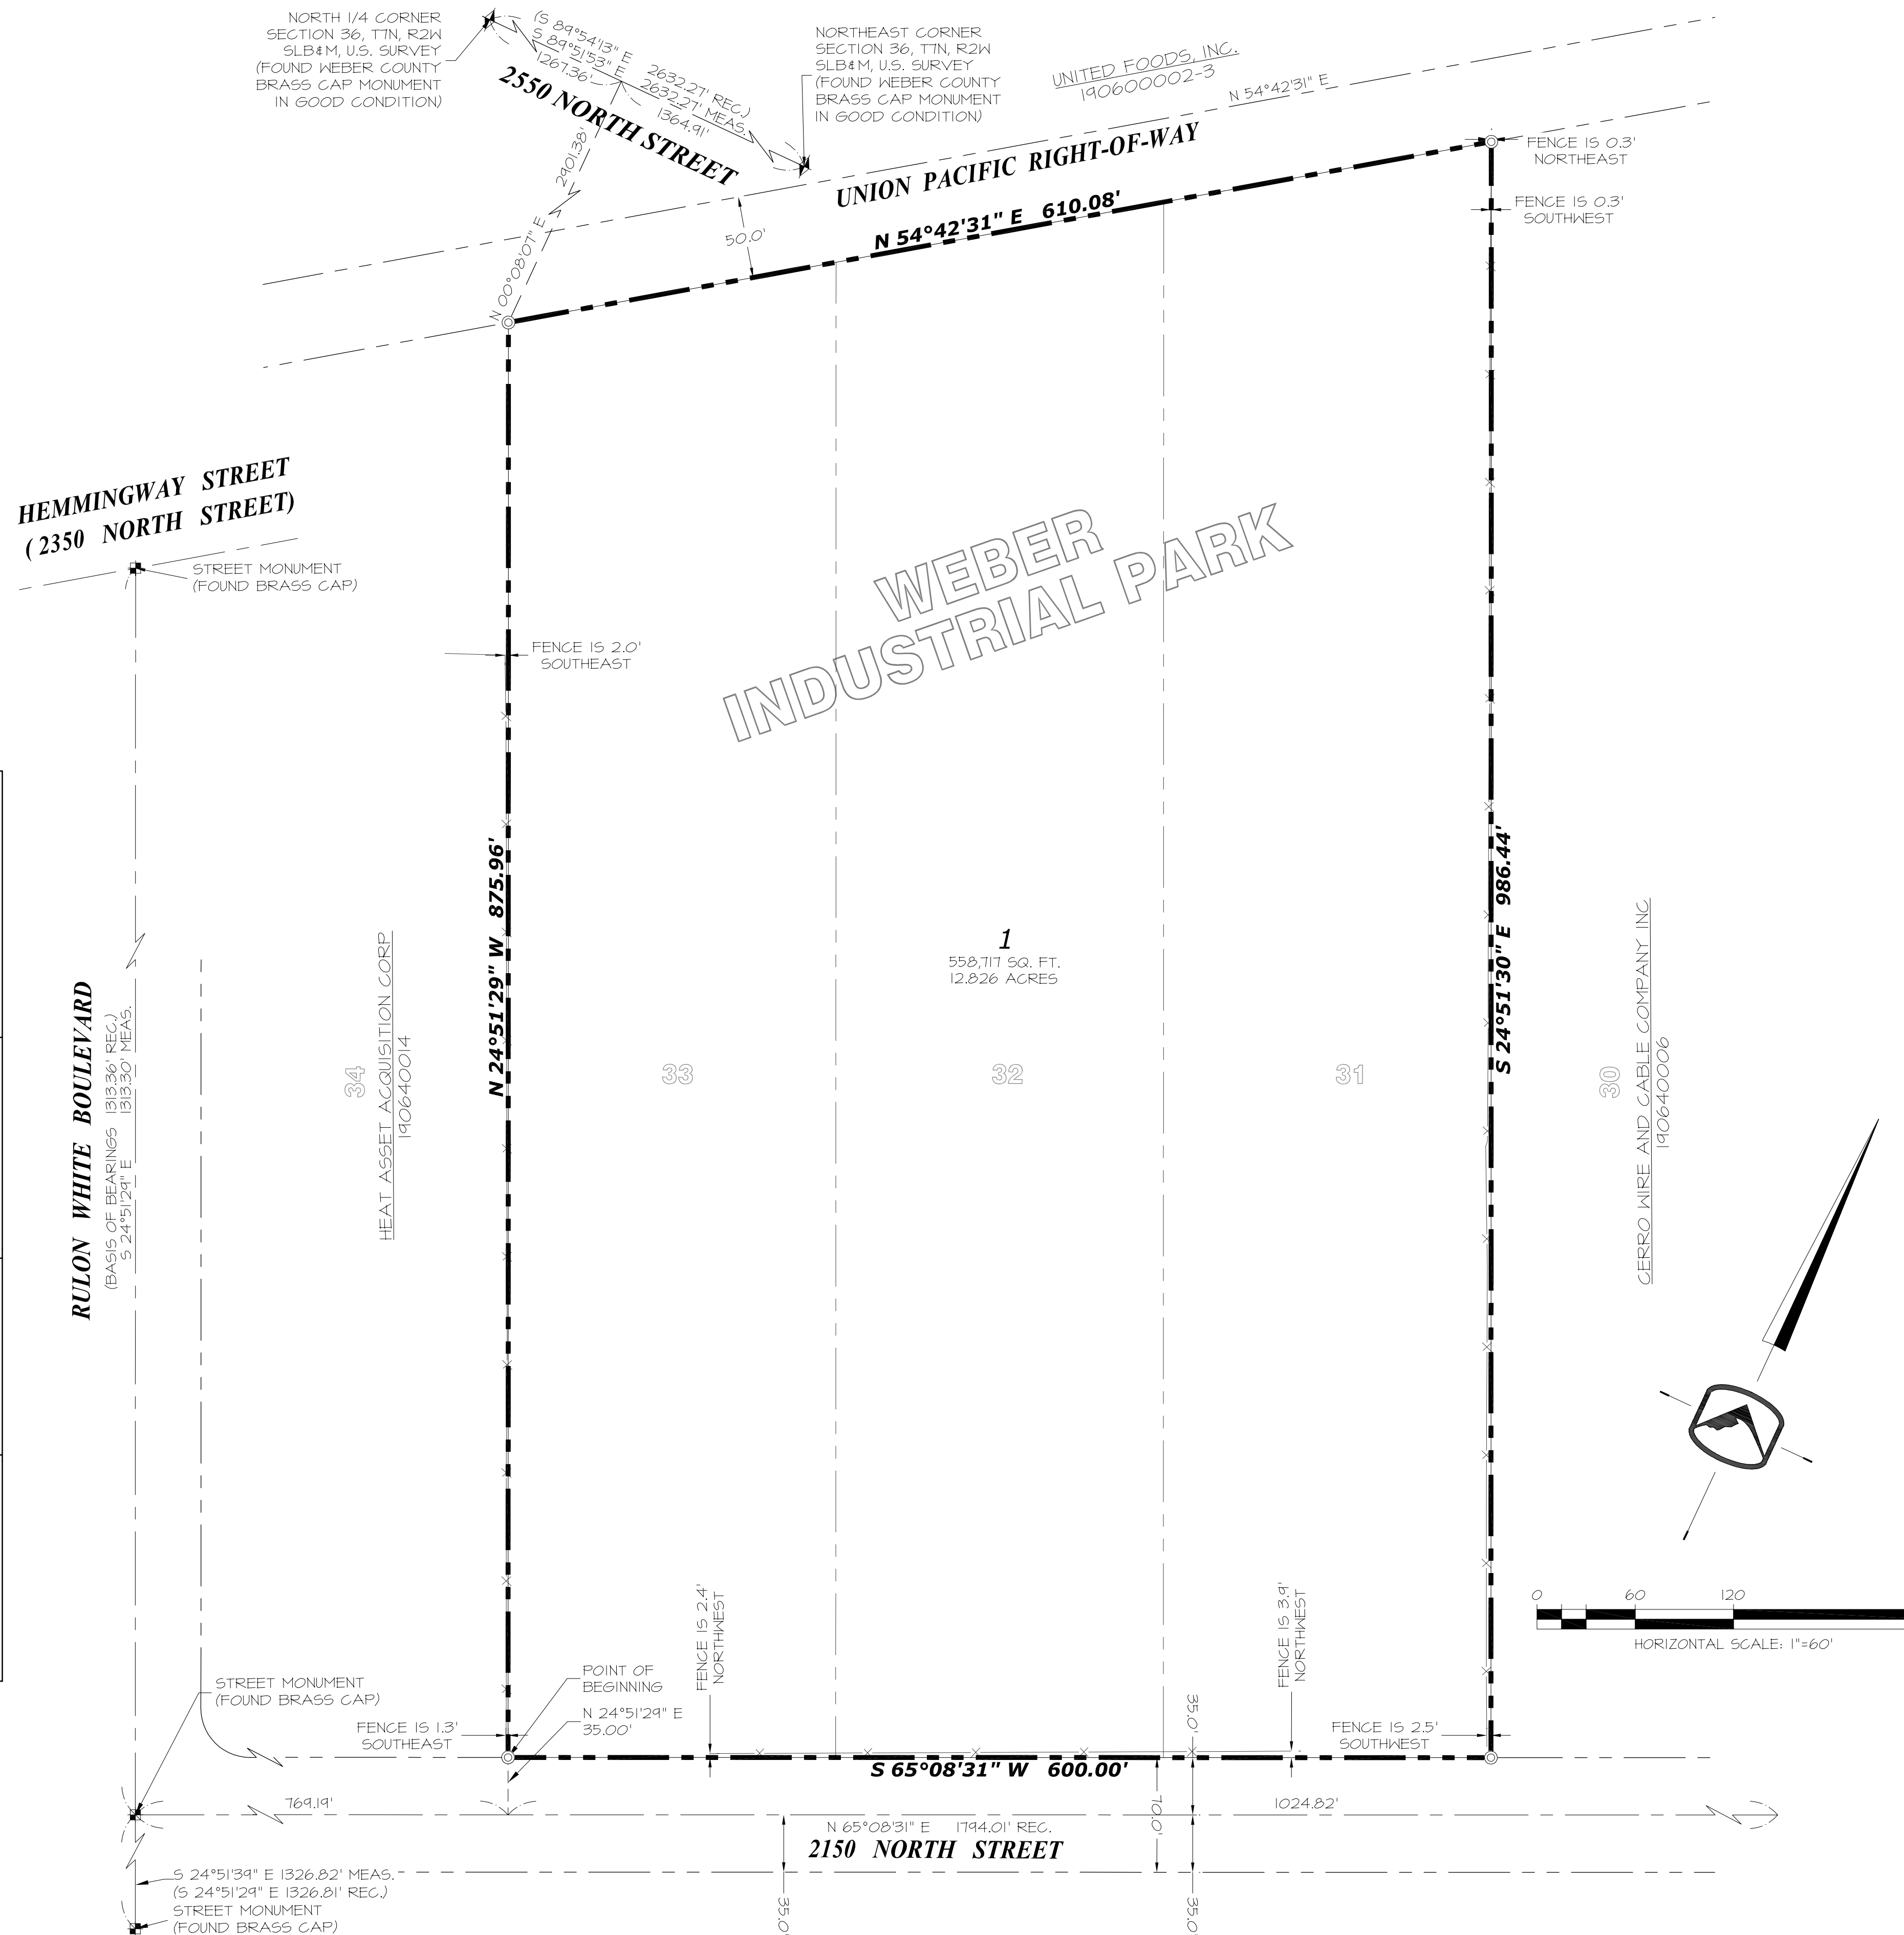 NORTH 1/4 CORNER
SECTION 36, T7N, R2W
SLB&M, U.S. SURVEY
(FOUND WEBER COUNTY
BRASS CAP MONUMENT
IN GOOD CONDITION)
(S 89°54'13" E 2632.27' REC.)
S 89°51'53" E 2632.27' MEAS.
1267.36'
1364.91'
2550 NORTH STREET
NORTHEAST CORNER
SECTION 36, T7N, R2W
SLB&M, U.S. SURVEY
(FOUND WEBER COUNTY
BRASS CAP MONUMENT
IN GOOD CONDITION)
UNITED FOODS, INC.
190600002-3
N 54°42'31" E
UNION PACIFIC RIGHT-OF-WAY
N 54°42'31" E 610.08'
50.0'
N 00°08'07" E
2901.38'
FENCE IS 0.3'
NORTHEAST
FENCE IS 0.3'
SOUTHWEST
HEMMINGWAY STREET
( 2350 NORTH STREET)
STREET MONUMENT
(FOUND BRASS CAP)
FENCE IS 2.0'
SOUTHEAST
WEBER
INDUSTRIAL PARK
RULON WHITE BOULEVARD
(BASIS OF BEARINGS 1313.36' REC.)
S 24°51'29" E 1313.30' MEAS.
34
HEAT ASSET ACQUISITION CORP
190640014
N 24°51'29" W 875.96'
1
558,717 SQ. FT.
12.826 ACRES
33
32
31
S 24°51'30" E 986.44'
30
CERRO WIRE AND CABLE COMPANY INC
190640006
0 60 120
HORIZONTAL SCALE: 1"=60'
STREET MONUMENT
(FOUND BRASS CAP)
FENCE IS 1.3'
SOUTHEAST
POINT OF
BEGINNING
N 24°51'29" E
35.00'
FENCE IS 2.4'
NORTHWEST
FENCE IS 3.9'
NORTHWEST
35.0'
FENCE IS 2.5'
SOUTHWEST
S 65°08'31" W 600.00'
769.19'
1024.82'
70.0'
N 65°08'31" E 1794.01' REC.
2150 NORTH STREET
S 24°51'39" E 1326.82' MEAS.
(S 24°51'29" E 1326.81' REC.)
STREET MONUMENT
(FOUND BRASS CAP)
35.0'
35.0'